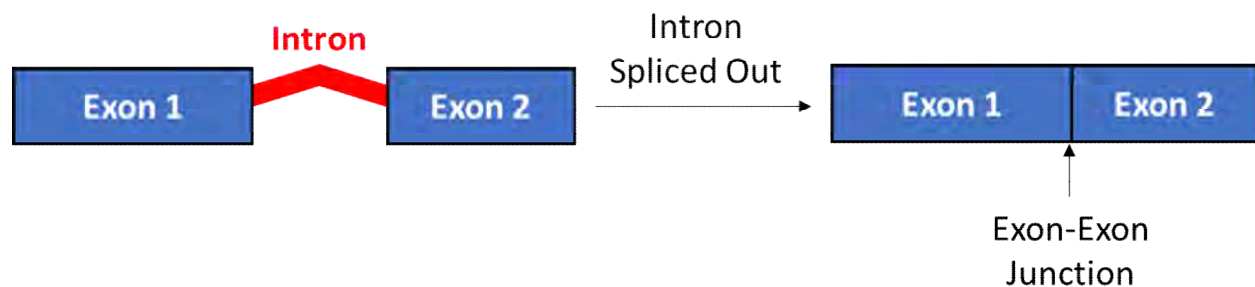 Intron
Exon 1
Exon 2
Intron
Spliced Out
Exon 1
Exon 2
Exon-Exon
Junction